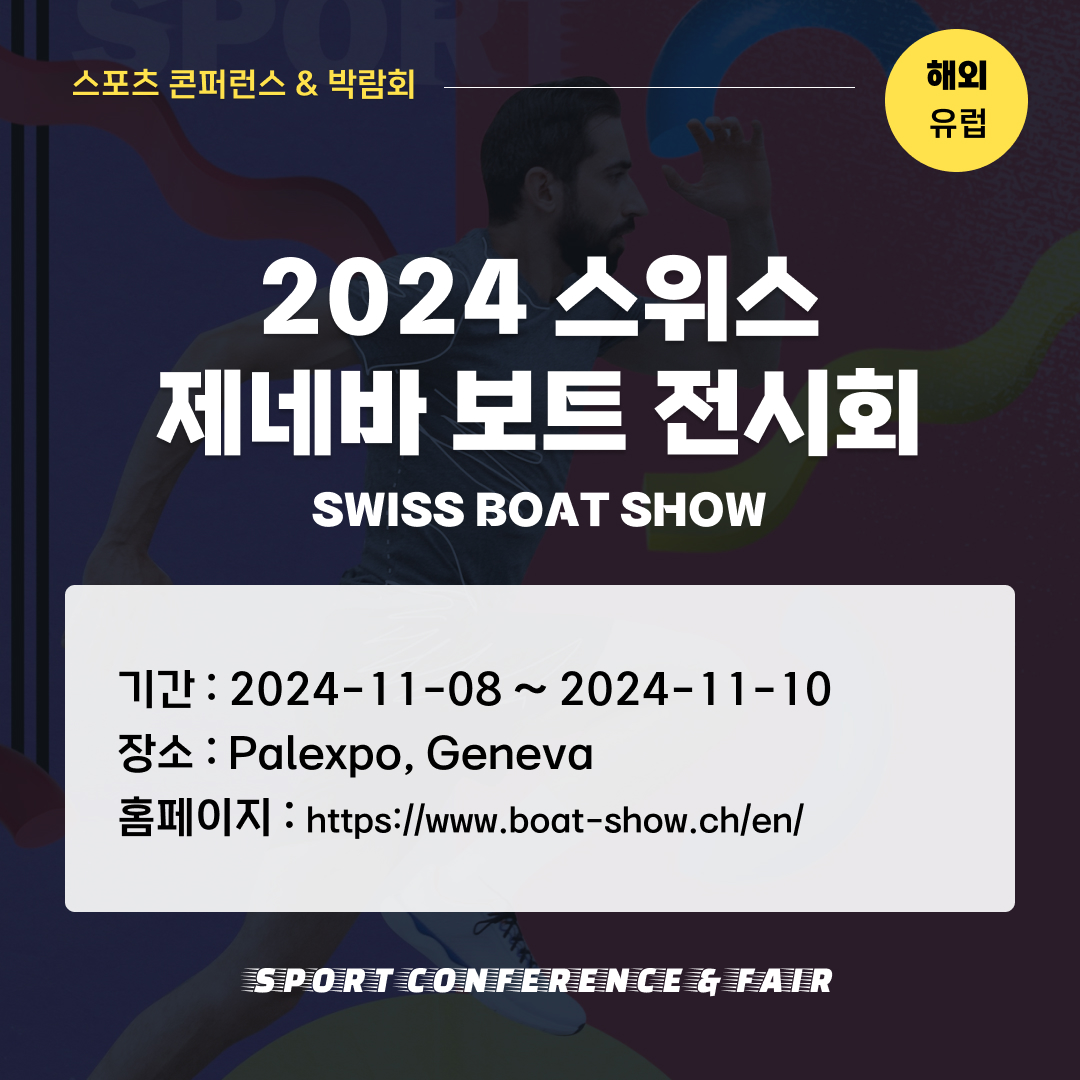 SPORT
스포츠 콘퍼런스 & 박람회
해외
유럽
2024 스위스
제네바 보트 전시회
SWISS BOAT SHOW
기간 : 2024-11-08 ~ 2024-11-10
장소 : Palexpo, Geneva
홈페이지 : https://www.boat-show.ch/en/
SPORT CONFERENCE & FAIR